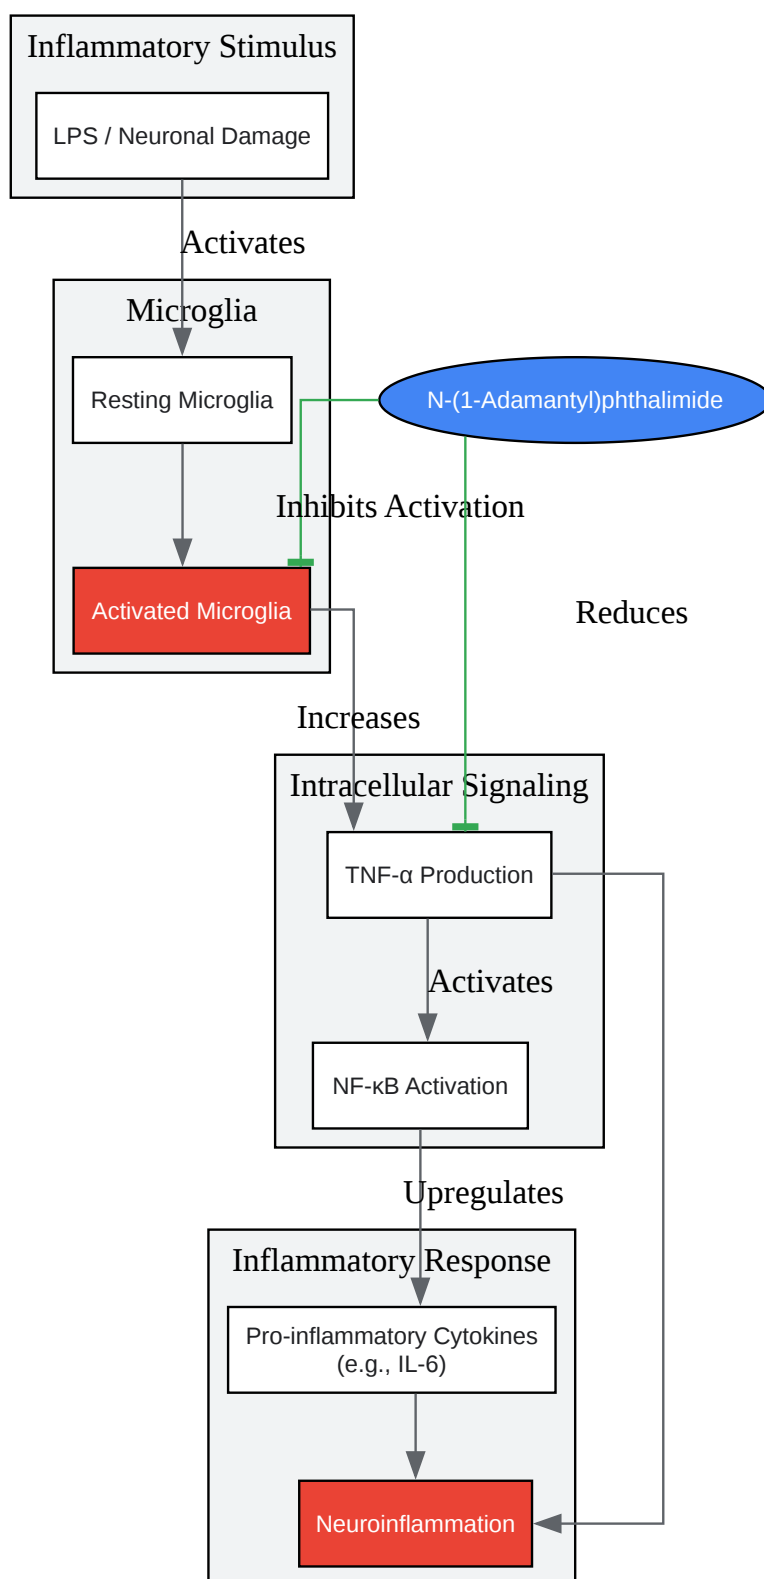 Inflammatory Stimulus
LPS / Neuronal Damage
Activates
Microglia
Resting Microglia
N-(1-Adamantyl)phthalimide
Inhibits Activation
Activated Microglia
Reduces
Increases
Intracellular Signaling
TNF-α Production
Activates
NF-κB Activation
Upregulates
Inflammatory Response
Pro-inflammatory Cytokines
(e.g., IL-6)
Neuroinflammation